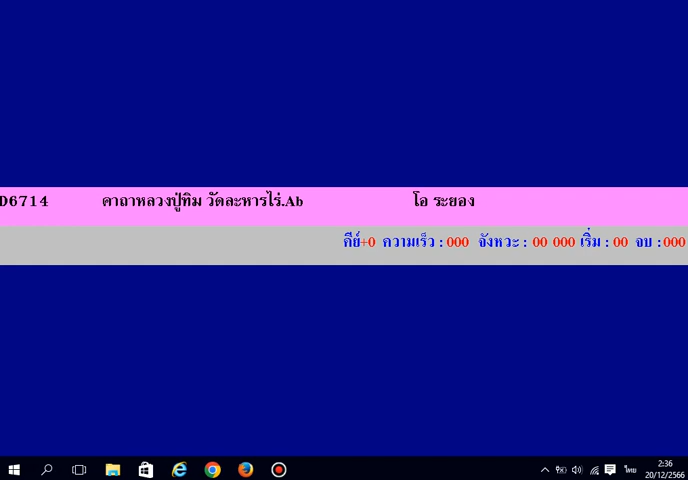 D6714 คาถาหลวงปู่ทิม วัดละหารไร่.Ab โอ ระยอง
คีย์+0 ความเร็ว : 000 จังหวะ : 00 000 เริ่ม : 00 จบ :000
ไทย
2:36
20/12/2566